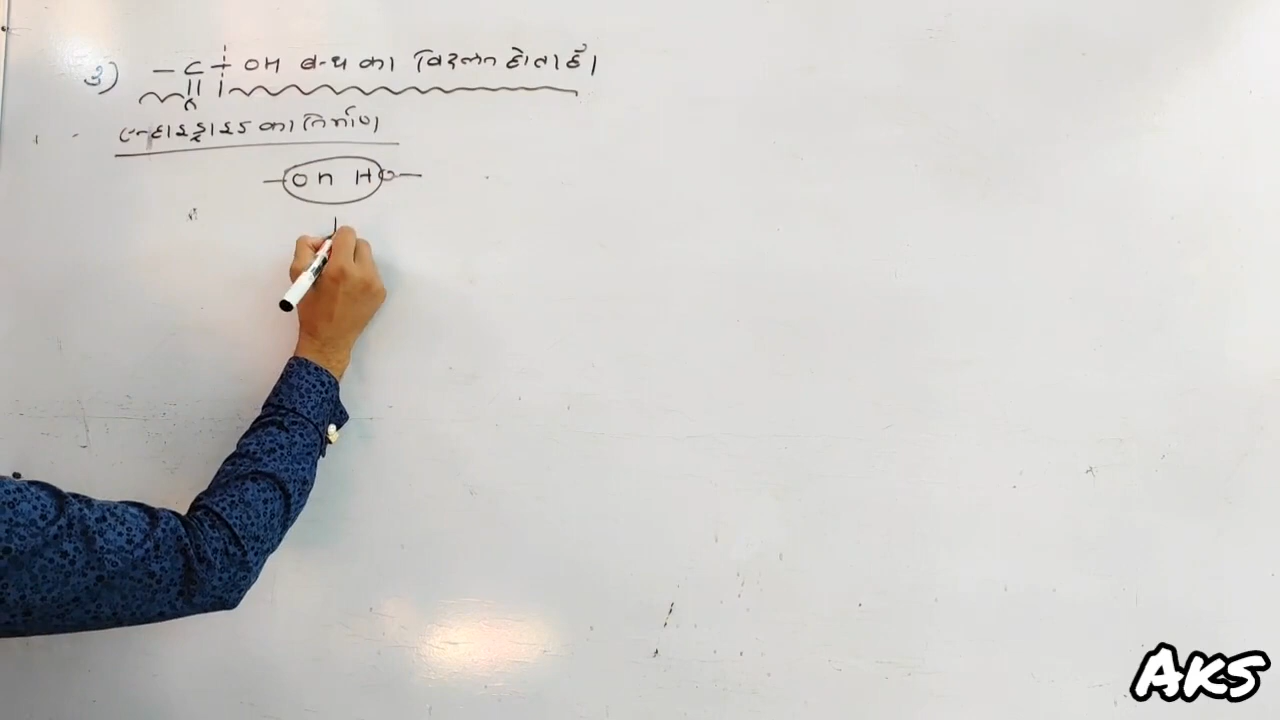 3) – C – OH बन्ध का विदलन होता है।
|| O
एनहाइड्राइड का निर्माण
– OH HO –
AKS